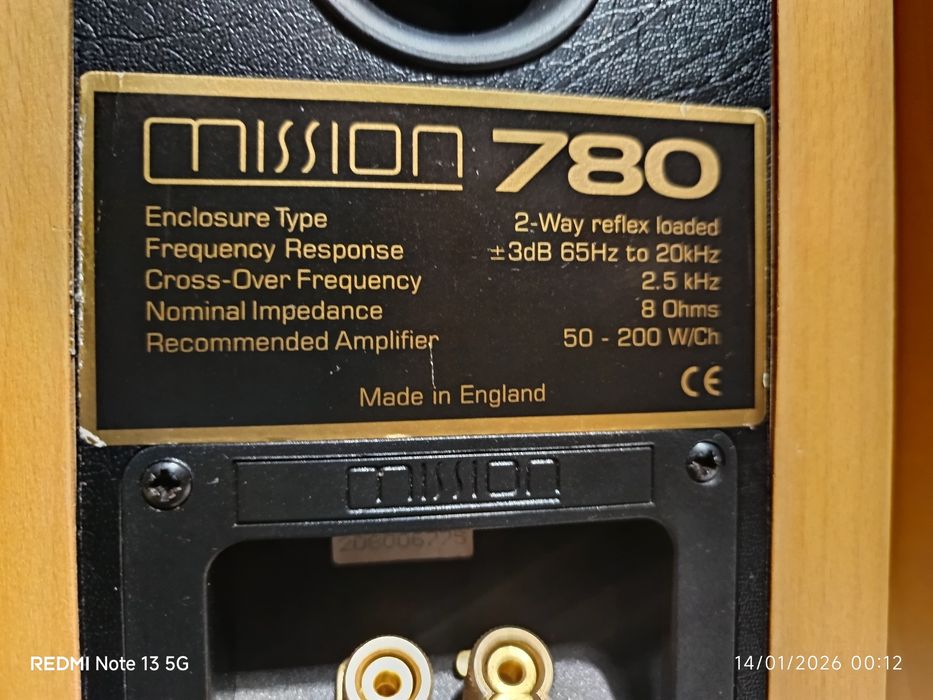 mission 780
Enclosure Type 2-Way reflex loaded
Frequency Response ±3dB 65Hz to 20kHz
Cross-Over Frequency 2.5 kHz
Nominal Impedance 8 Ohms
Recommended Amplifier 50 - 200 W/Ch
Made in England CE
mission
REDMI Note 13 5G 14/01/2026 00:12